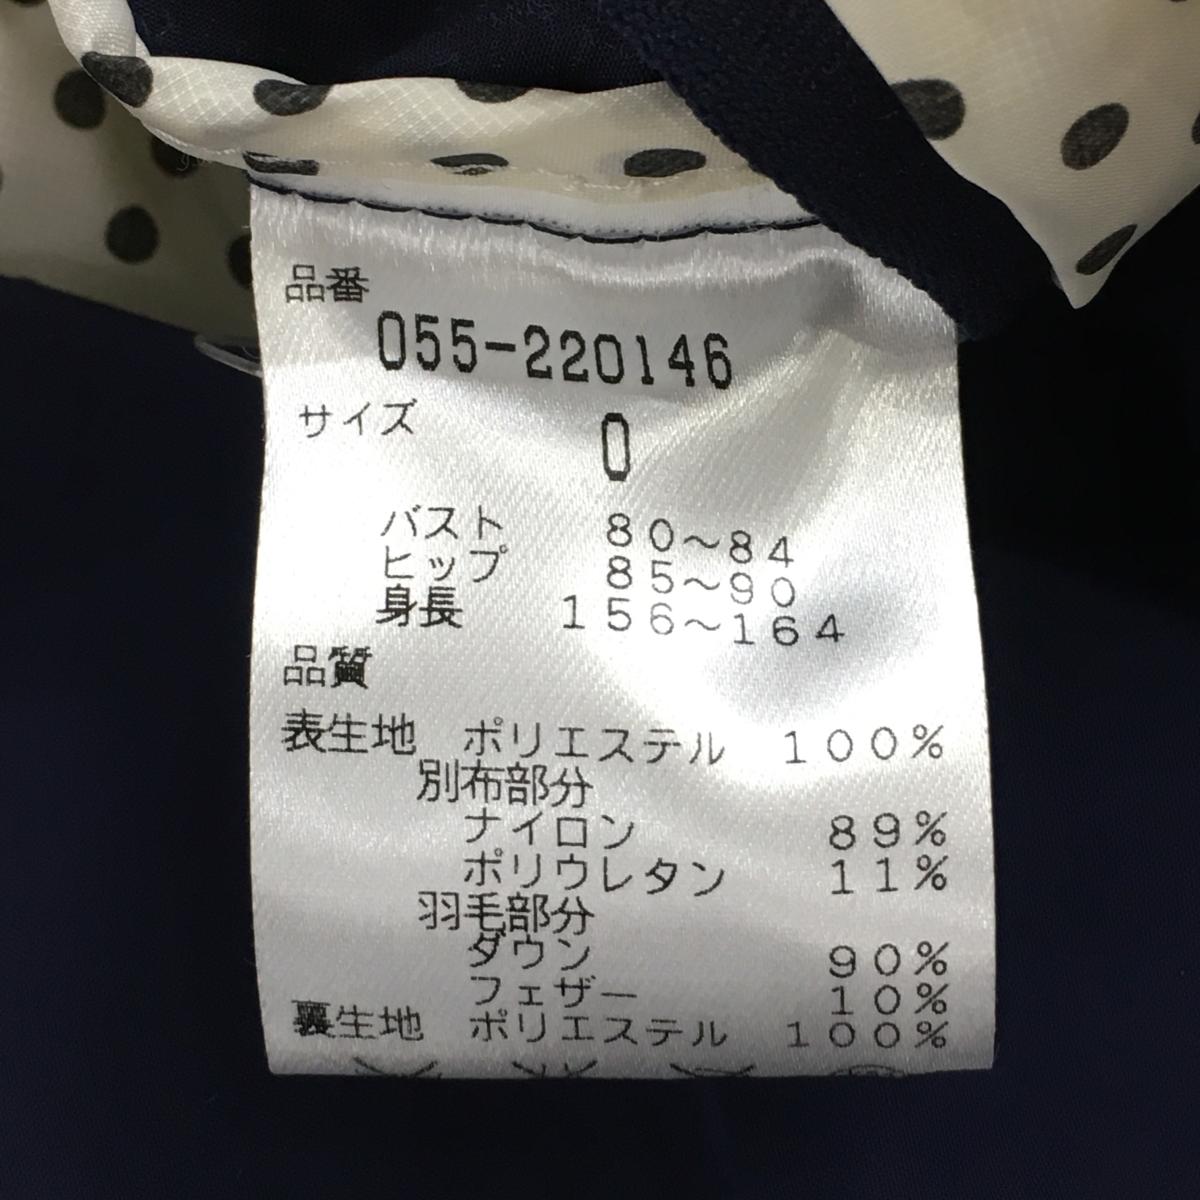 品番
055-220146
サイズ 0
バスト 80〜84
ヒップ 85〜90
身長 156〜164
品質
表生地 ポリエステル 100%
別布部分
ナイロン 89%
ポリウレタン 11%
羽毛部分
ダウン 90%
フェザー 10%
裏生地 ポリエステル 100%